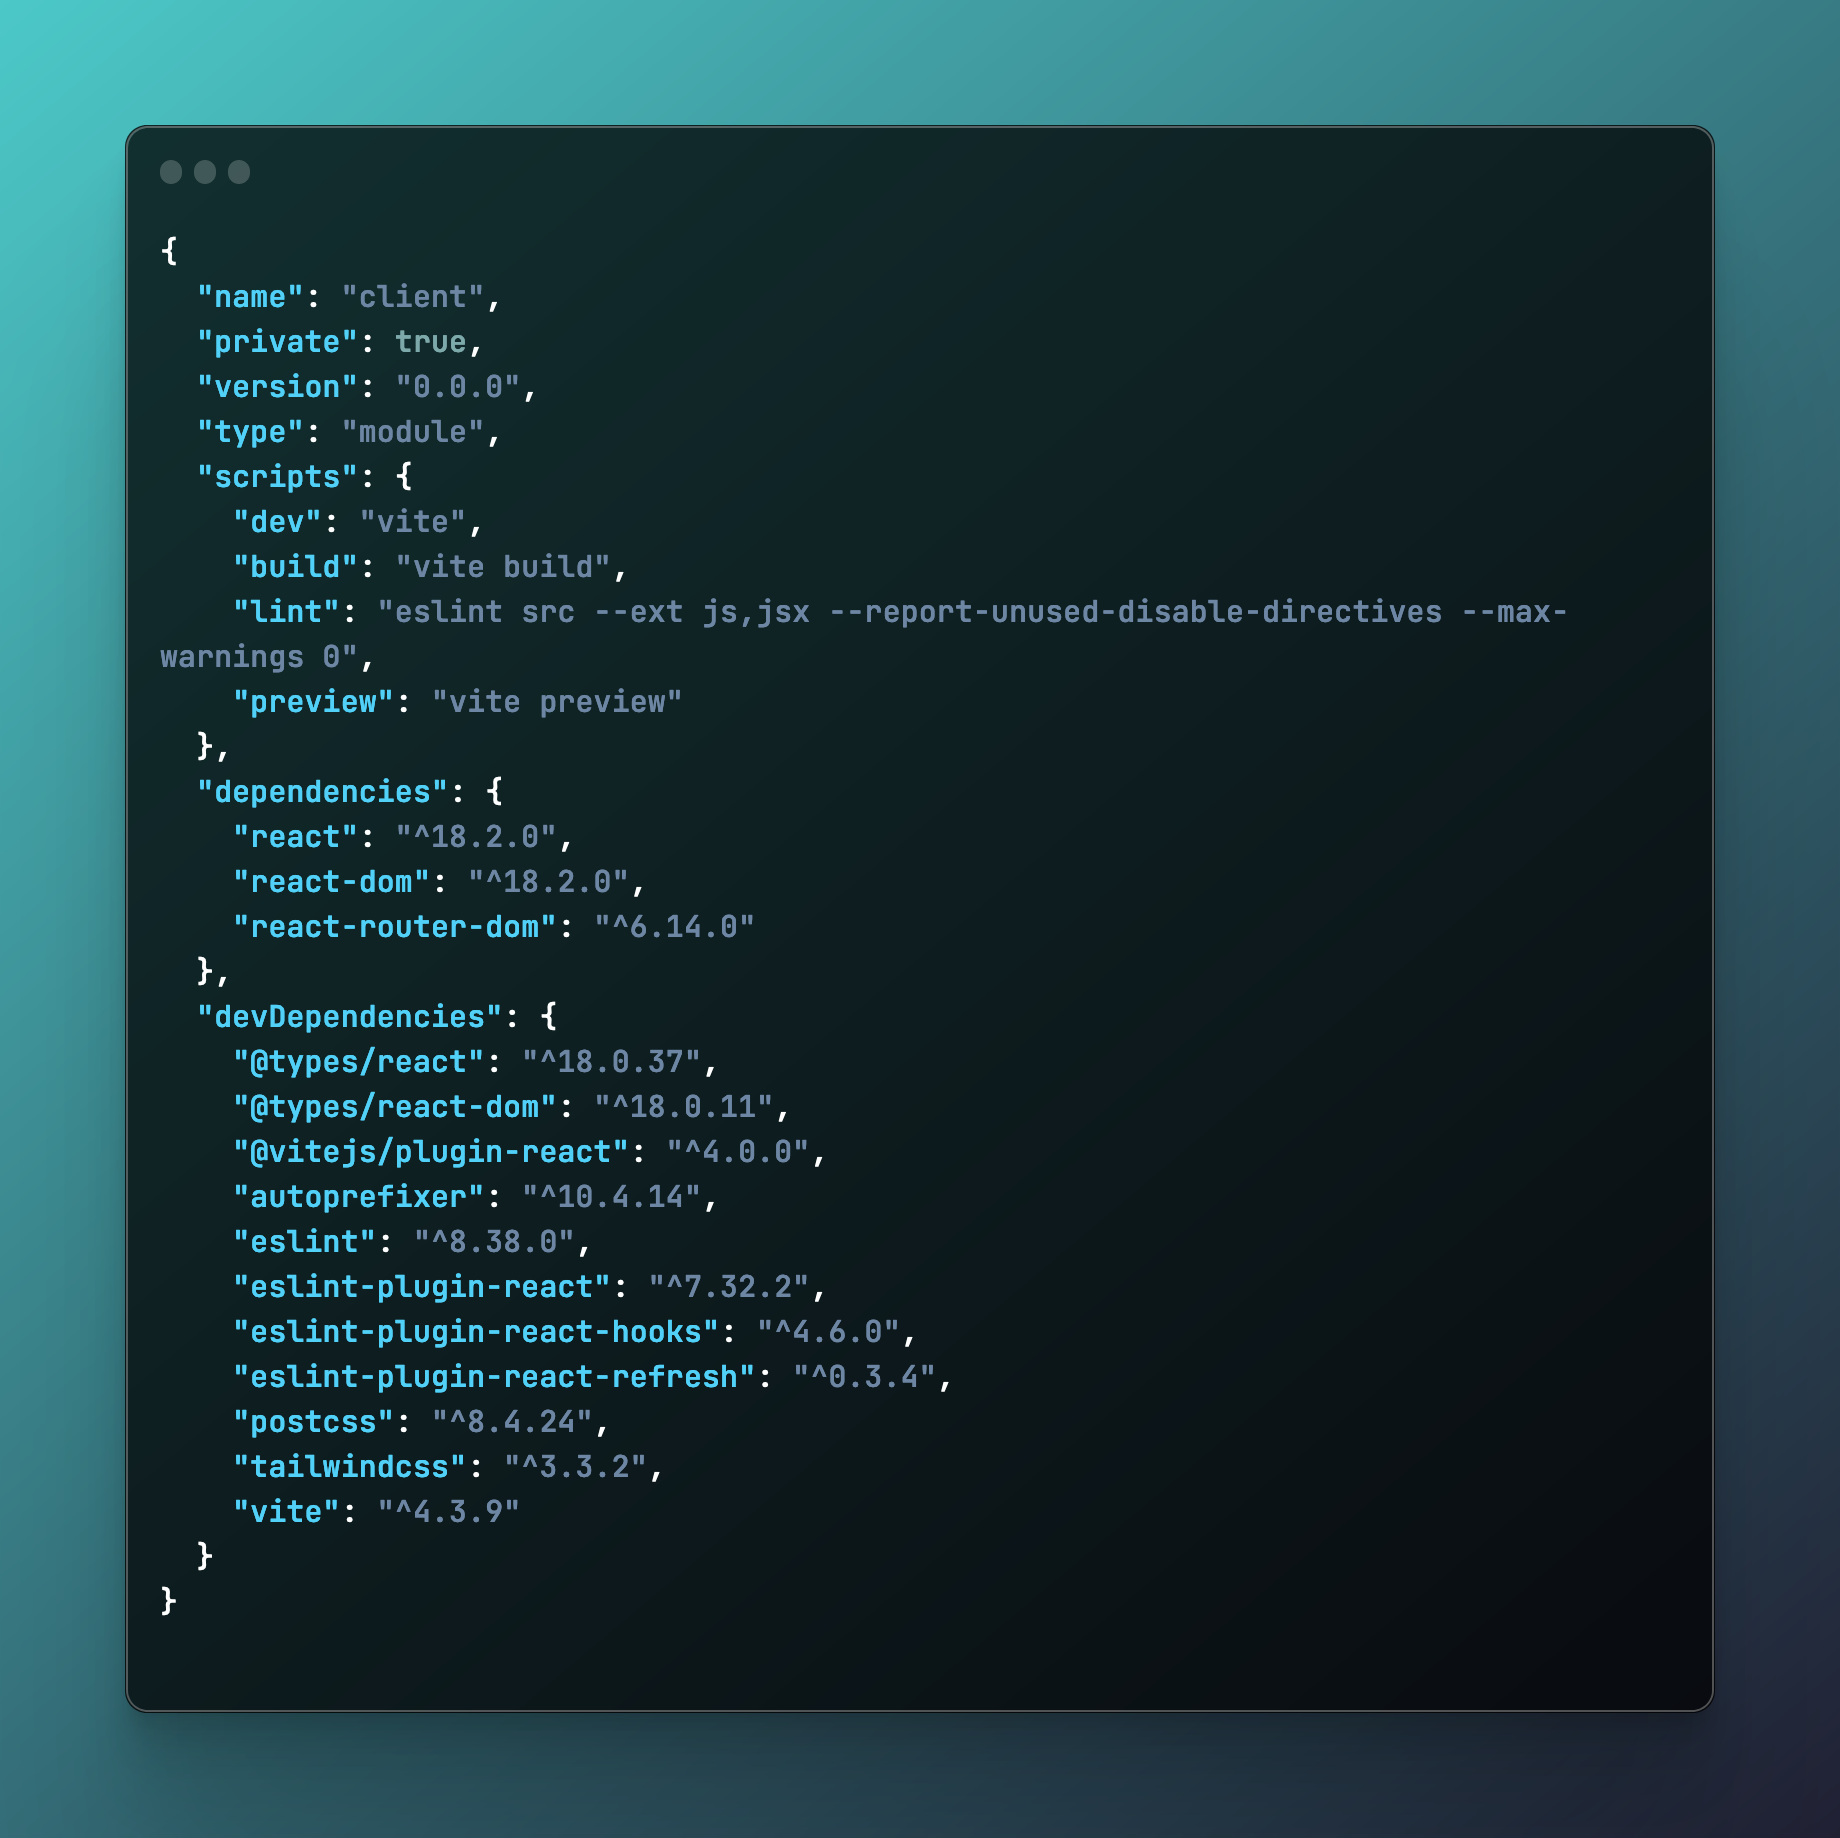 {
  "name": "client",
  "private": true,
  "version": "0.0.0",
  "type": "module",
  "scripts": {
    "dev": "vite",
    "build": "vite build",
    "lint": "eslint src --ext js,jsx --report-unused-disable-directives --max-
warnings 0",
    "preview": "vite preview"
  },
  "dependencies": {
    "react": "^18.2.0",
    "react-dom": "^18.2.0",
    "react-router-dom": "^6.14.0"
  },
  "devDependencies": {
    "@types/react": "^18.0.37",
    "@types/react-dom": "^18.0.11",
    "@vitejs/plugin-react": "^4.0.0",
    "autoprefixer": "^10.4.14",
    "eslint": "^8.38.0",
    "eslint-plugin-react": "^7.32.2",
    "eslint-plugin-react-hooks": "^4.6.0",
    "eslint-plugin-react-refresh": "^0.3.4",
    "postcss": "^8.4.24",
    "tailwindcss": "^3.3.2",
    "vite": "^4.3.9"
  }
}